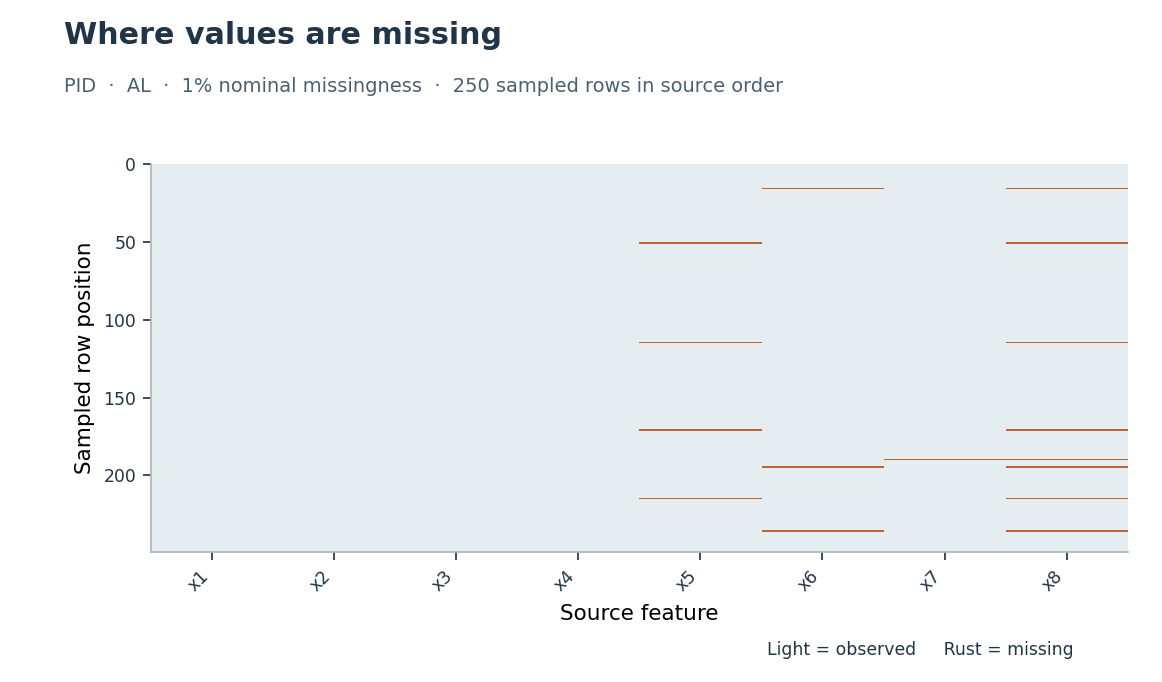 Where values are missing
PID · AL · 1% nominal missingness · 250 sampled rows in source order
0
50
100
150
200
Sampled row position
x1 x2 x3 x4 x5 x6 x7 x8
Source feature
Light = observed Rust = missing